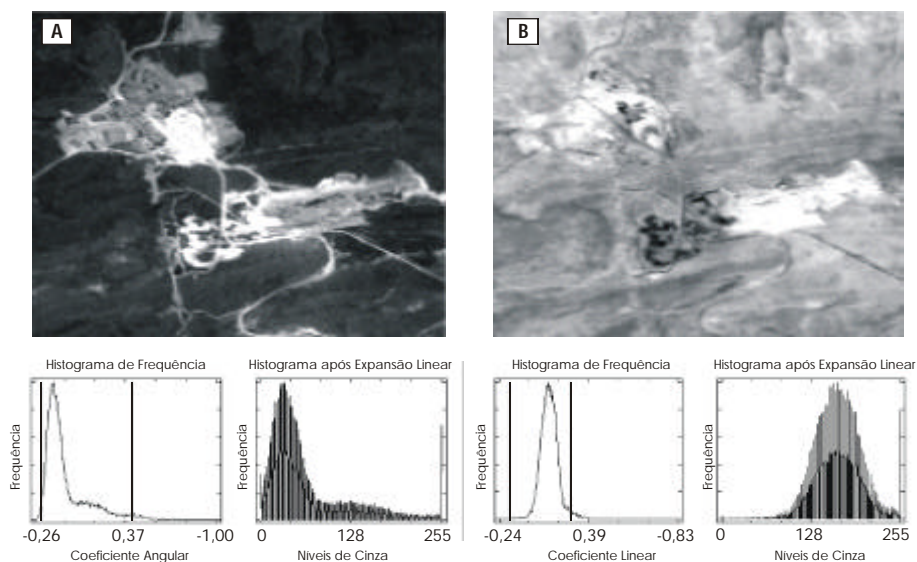 A
B
Histograma de Frequência
Histograma após Expansão Linear
Histograma de Frequência
Histograma após Expansão Linear
Frequência
Frequência
Frequência
Frequência
-0,26 0,37 -1,00
0 128 255
-0,24 0,39 -0,83
0 128 255
Coeficiente Angular
Níveis de Cinza
Coeficiente Linear
Níveis de Cinza